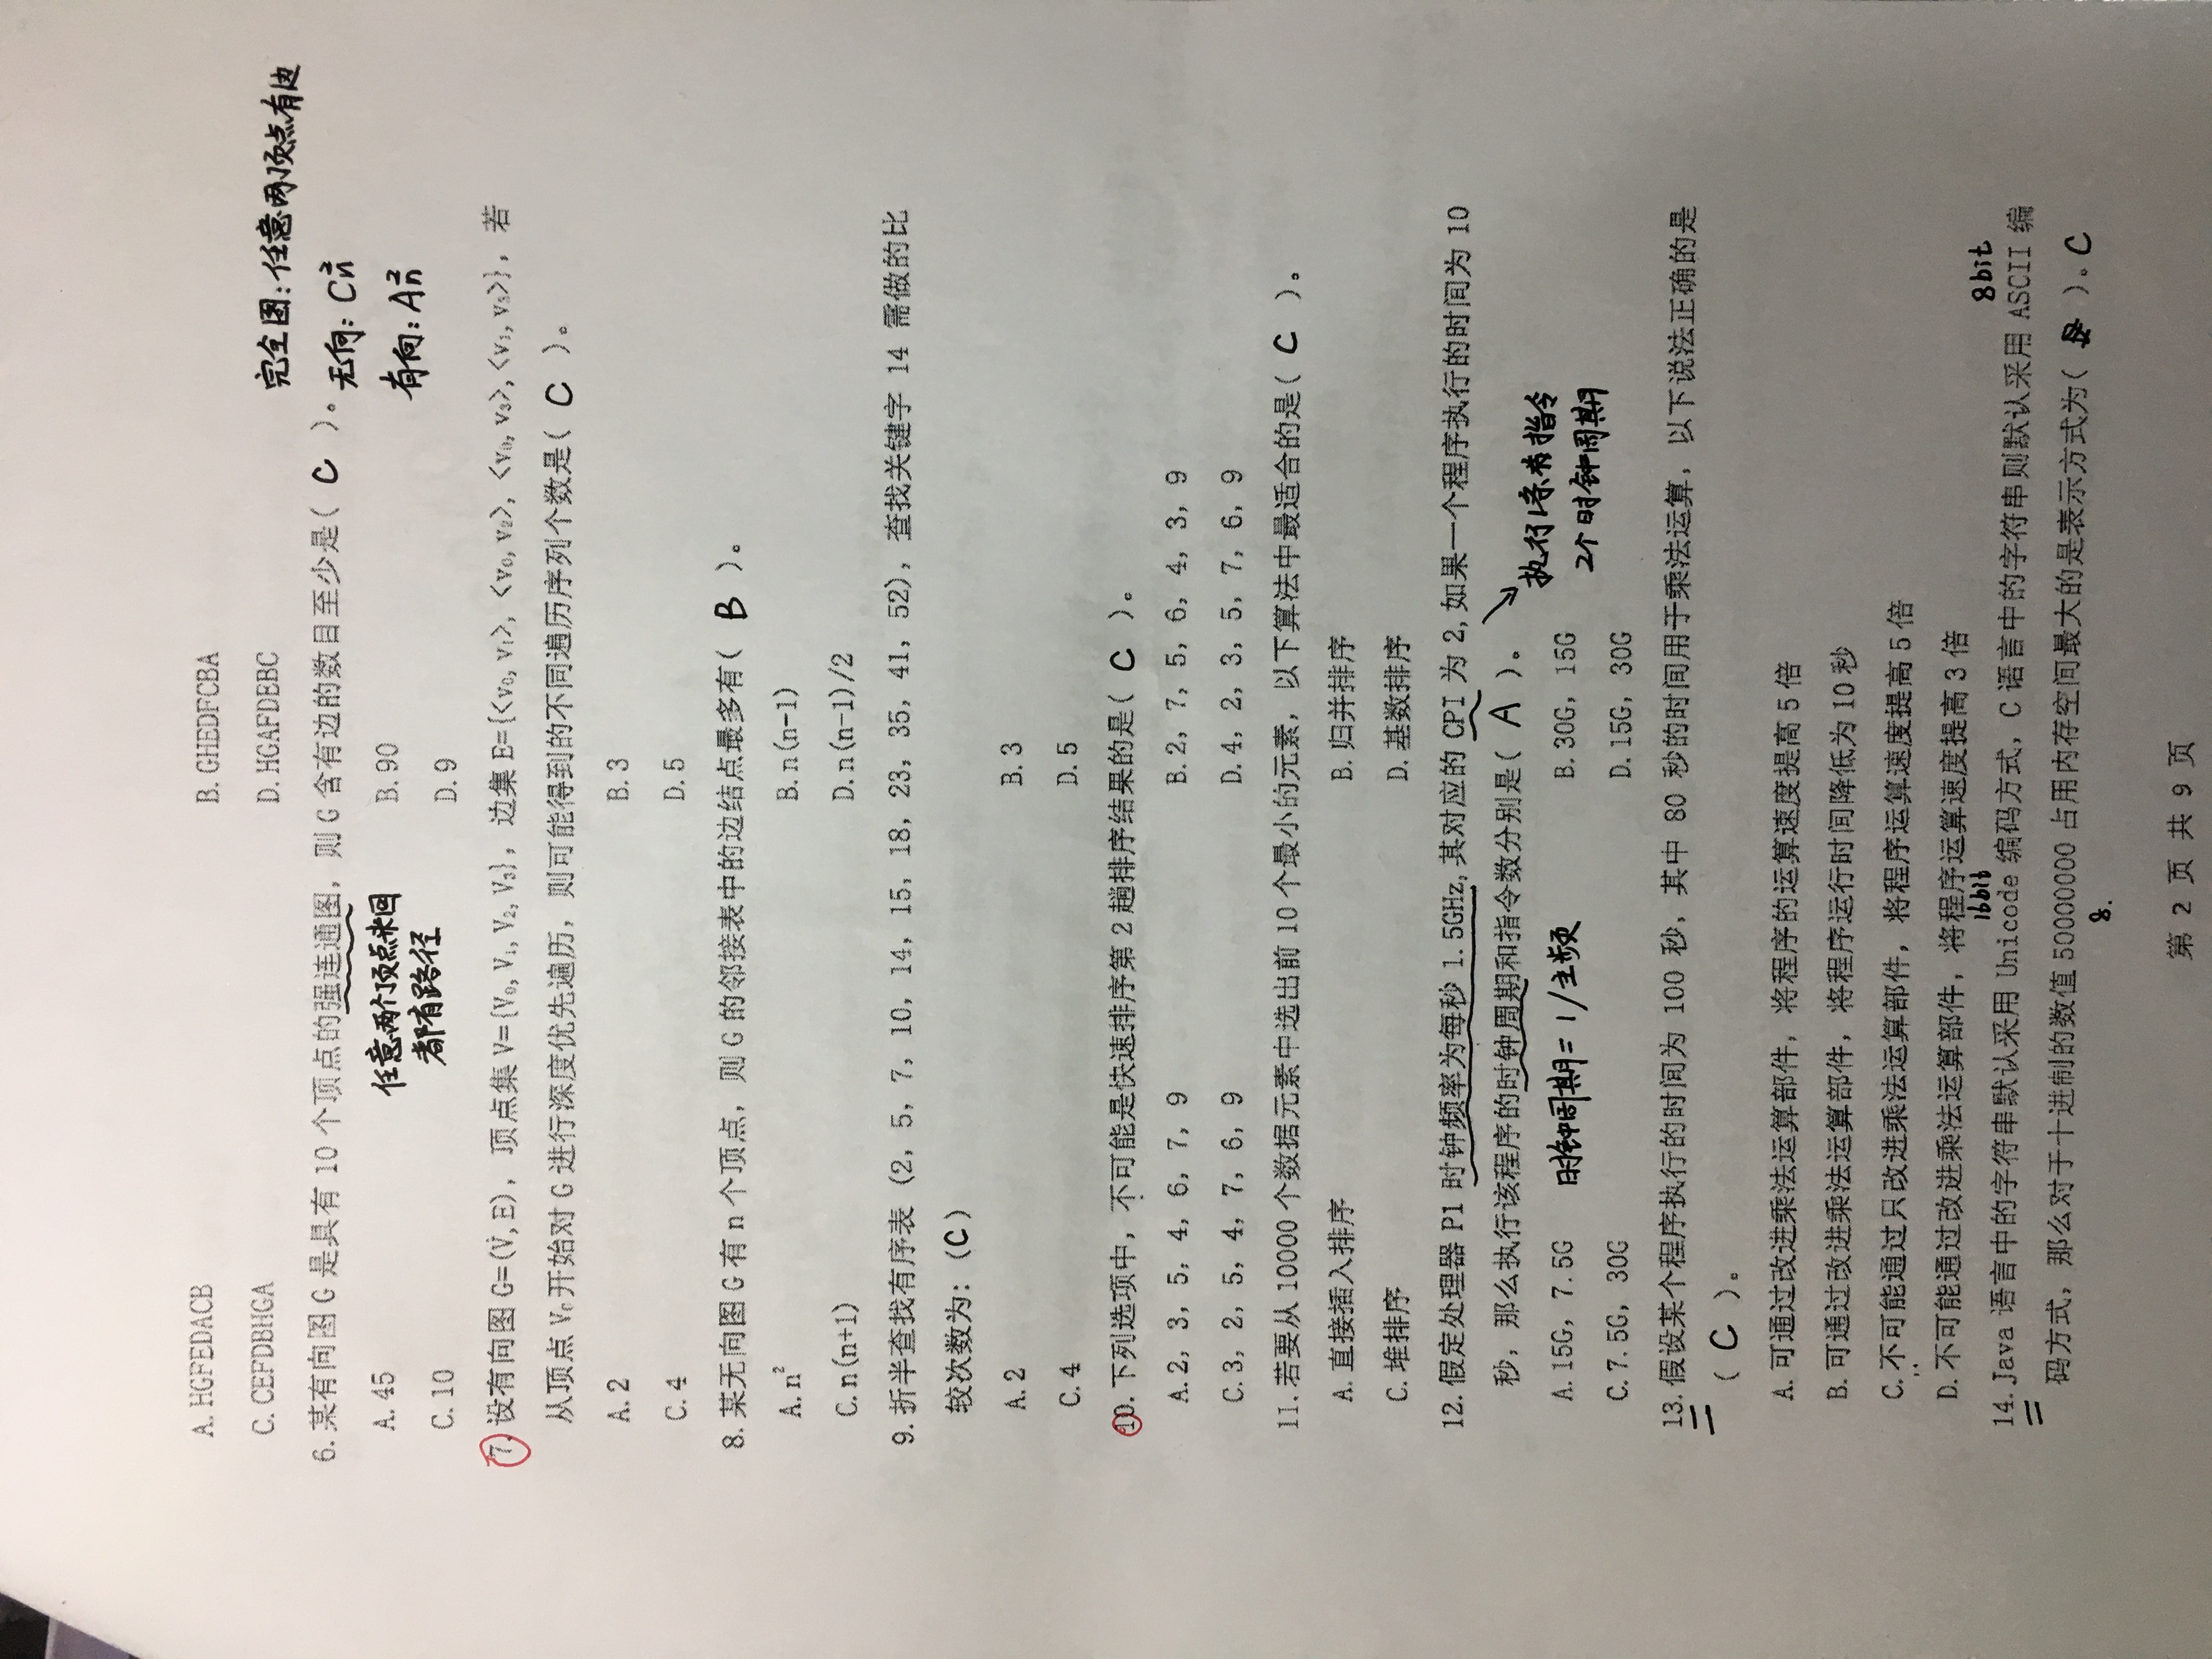 A. HGFEDACB B. GHEDFCBA
C. CEFDBHGA D. HGAFDEBC
完全图：任意两顶点有边
6. 某有向图 G 是具有 10 个顶点的强连通图，则 G 含有边的数目至少是( C )。
无向：Cn²
A. 45 任意两个顶点来回 B. 90
有向：An²
C. 10 都有路径 D. 9
7. 设有向图 G=(V, E)，顶点集 V={V₀, V₁, V₂, V₃}，边集 E={<v₀, v₁>, <v₀, v₂>, <v₀, v₃>, <v₁, v₃>}，若
从顶点 V₀ 开始对 G 进行深度优先遍历，则可能得到的不同遍历序列个数是( C )。
A. 2 B. 3
C. 4 D. 5
8. 某无向图 G 有 n 个顶点，则 G 的邻接表中的边结点最多有( B )。
A. n² B. n(n-1)
C. n(n+1) D. n(n-1)/2
9. 折半查找有序表 (2, 5, 7, 10, 14, 15, 18, 23, 35, 41, 52)，查找关键字 14 需做的比
较次数为：(C)
A. 2 B. 3
C. 4 D. 5
10. 下列选项中，不可能是快速排序第 2 趟排序结果的是( C )。
A. 2, 3, 5, 4, 6, 7, 9 B. 2, 7, 5, 6, 4, 3, 9
C. 3, 2, 5, 4, 7, 6, 9 D. 4, 2, 3, 5, 7, 6, 9
11. 若要从 10000 个数据元素中选出前 10 个最小的元素，以下算法中最适合的是( C )。
A. 直接插入排序 B. 归并排序
C. 堆排序 D. 基数排序
12. 假定处理器 P1 时钟频率为每秒 1.5GHz, 其对应的 CPI 为 2, 如果一个程序执行的时间为 10
秒，那么执行该程序的时钟周期和指令数分别是( A )。
执行1条指令
A. 15G, 7.5G 时钟周期=1/主频 B. 30G, 15G
2个时钟周期
C. 7.5G, 30G D. 15G, 30G
13. 假设某个程序执行的时间为 100 秒，其中 80 秒的时间用于乘法运算，以下说法正确的是
( C )。
A. 可通过改进乘法运算部件，将程序的运算速度提高 5 倍
B. 可通过改进乘法运算部件，将程序运行时间降低为 10 秒
C. 不可能通过只改进乘法运算部件，将程序运算速度提高 5 倍
D. 不可能通过改进乘法运算部件，将程序运算速度提高 3 倍
16bit 8bit
14. Java 语言中的字符串默认采用 Unicode 编码方式，C 语言中的字符串则默认采用 ASCII 编
码方式，那么对于十进制的数值 50000000 占用内存空间最大的是表示方式为( )。C
8.
第 2 页 共 9 页